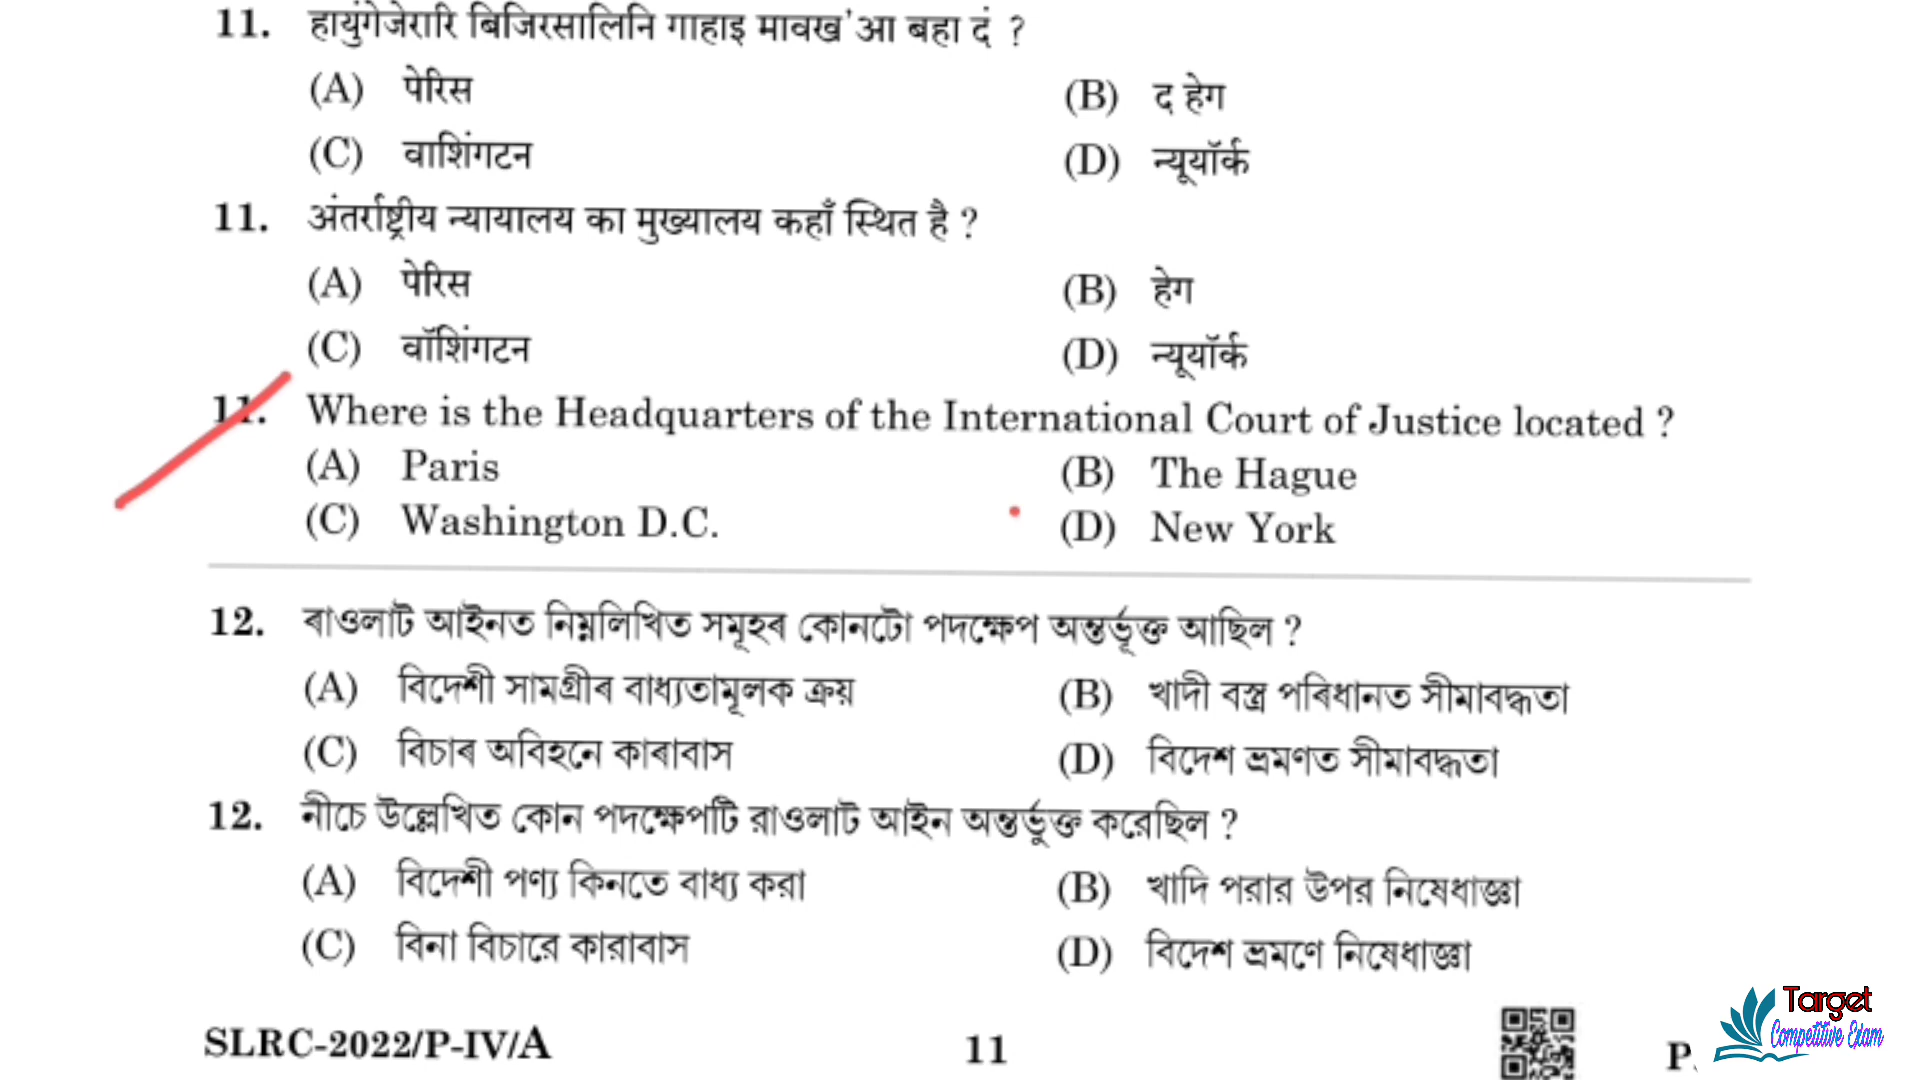 11. हायुंगेजेरारि बिजिरसालिनि गाहाइ मावख'आ बहा दं ?
(A) पेरिस (B) द हेग
(C) वाशिंगटन (D) न्यूयॉर्क
11. अंतर्राष्ट्रीय न्यायालय का मुख्यालय कहाँ स्थित है ?
(A) पेरिस (B) हेग
(C) वॉशिंगटन (D) न्यूयॉर्क
11. Where is the Headquarters of the International Court of Justice located ?
(A) Paris (B) The Hague
(C) Washington D.C. (D) New York
12. ৰাওলাট আইনত নিম্নলিখিত সমূহৰ কোনটো পদক্ষেপ অন্তৰ্ভূক্ত আছিল ?
(A) বিদেশী সামগ্ৰীৰ বাধ্যতামূলক ক্ৰয় (B) খাদী বস্ত্ৰ পৰিধানত সীমাবদ্ধতা
(C) বিচাৰ অবিহনে কাৰাবাস (D) বিদেশ ভ্ৰমণত সীমাবদ্ধতা
12. নীচে উল্লেখিত কোন পদক্ষেপটি রাওলাট আইন অন্তর্ভুক্ত করেছিল ?
(A) বিদেশী পণ্য কিনতে বাধ্য করা (B) খাদি পরার উপর নিষেধাজ্ঞা
(C) বিনা বিচারে কারাবাস (D) বিদেশ ভ্রমণে নিষেধাজ্ঞা
SLRC-2022/P-IV/A 11 P.
Target
Competitive Exam